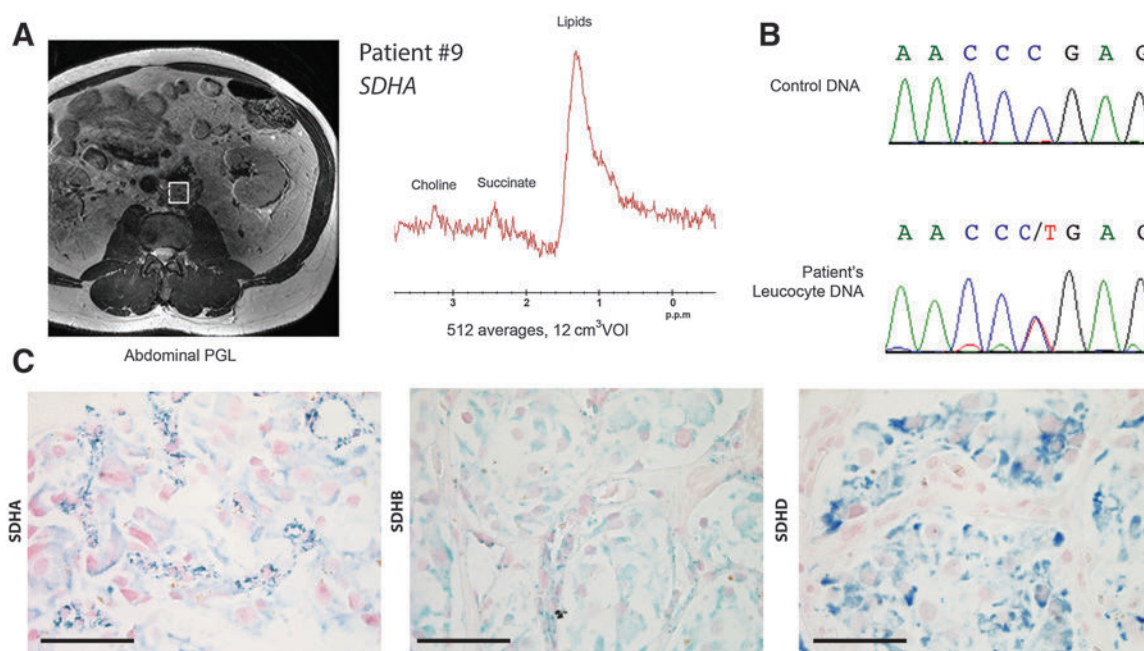 A
Patient #9
SDHA
Lipids
Choline
Succinate
3 2 1 0
p.p.m
512 averages, 12 cm³VOI
Abdominal PGL
B
Control DNA
A A C C C G A G
Patient's
Leucocyte DNA
A A C C C/T G A
C
SDHA
SDHB
SDHD